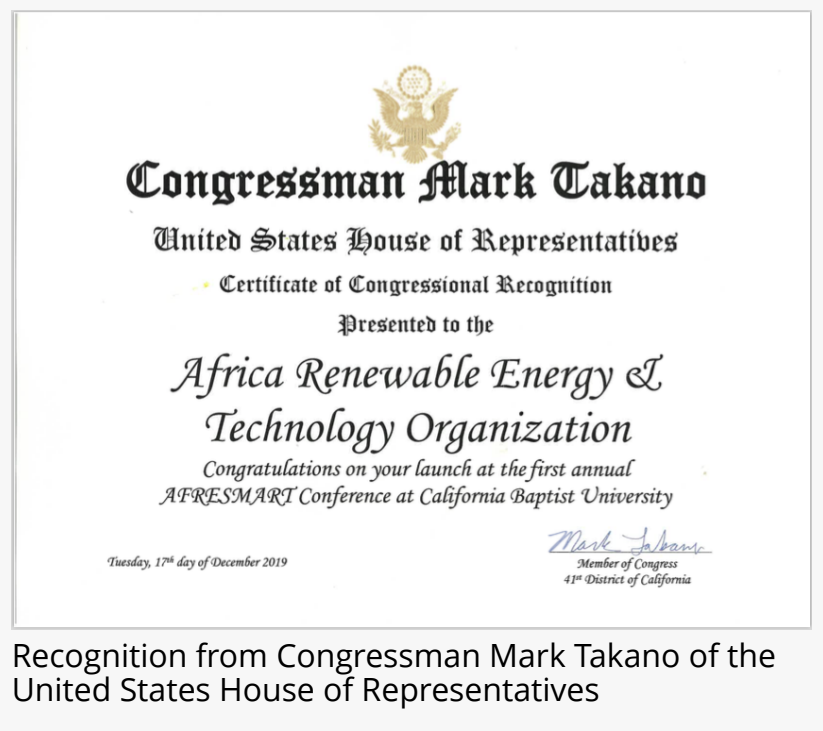 Congressman Mark Takano
United States House of Representatives
Certificate of Congressional Recognition
Presented to the
Africa Renewable Energy &
Technology Organization
Congratulations on your launch at the first annual
AFRESMART Conference at California Baptist University
Mark Takano
Tuesday, 17th day of December 2019
Member of Congress
41st District of California
Recognition from Congressman Mark Takano of the
United States House of Representatives